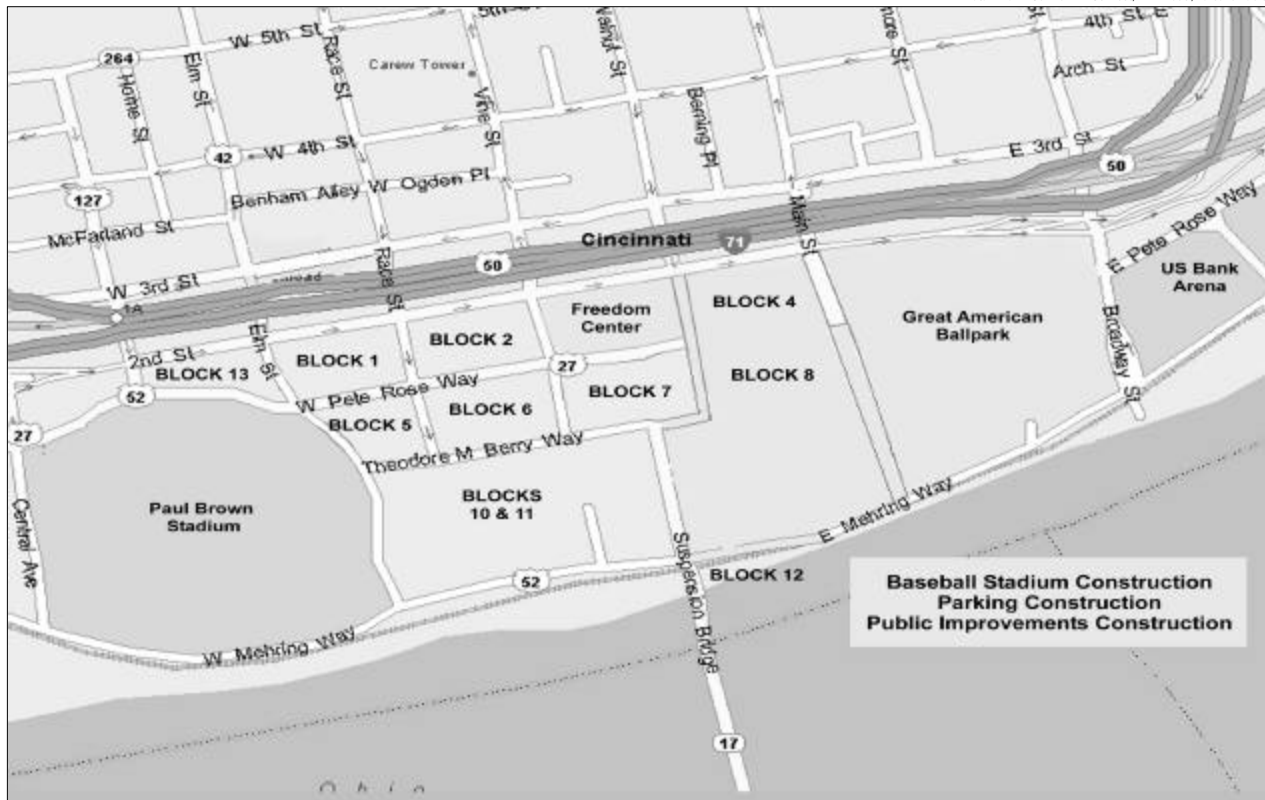 5th
4th St
W 5th St
Race St
Walnut St
264
Elm St
Home St
Carew Tower
Vine St
Arch St
Berning Pl
42
W 4th St
E 3rd St
50
127
Benham Alley W Ogden Pl
Main St
McFarland St
Cincinnati
71
E Pete Rose Way
US Bank
Arena
W 3rd St
Race St
50
1A
Freedom
Center
BLOCK 4
Great American
Ballpark
Broadway St
2nd St
Elm St
BLOCK 1
BLOCK 2
BLOCK 13
27
BLOCK 8
52
W Pete Rose Way
BLOCK 7
BLOCK 6
BLOCK 5
27
Theodore M Berry Way
BLOCKS
10 & 11
Paul Brown
Stadium
Central Ave
E Mehring Way
Suspension Bridge
52
BLOCK 12
Baseball Stadium Construction
Parking Construction
Public Improvements Construction
W Mehring Way
17
Ohio